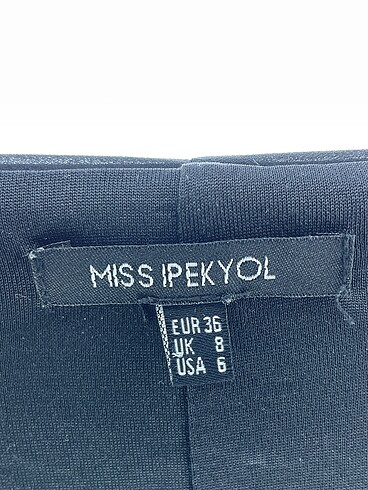 MISS IPEKYOL
EUR 36
UK 8
USA 6